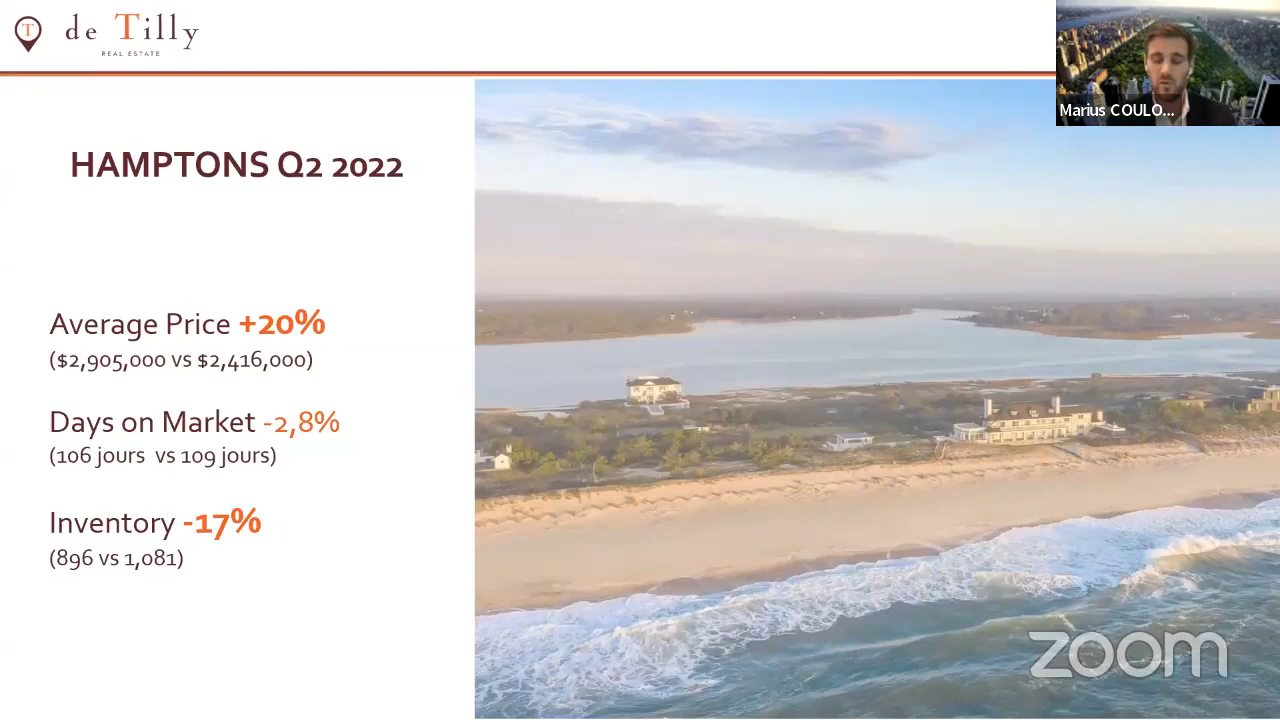 T
de Tilly
REAL ESTATE
Marius COULO...
HAMPTONS Q2 2022
Average Price +20%
($2,905,000 vs $2,416,000)
Days on Market -2,8%
(106 jours vs 109 jours)
Inventory -17%
(896 vs 1,081)
zoom